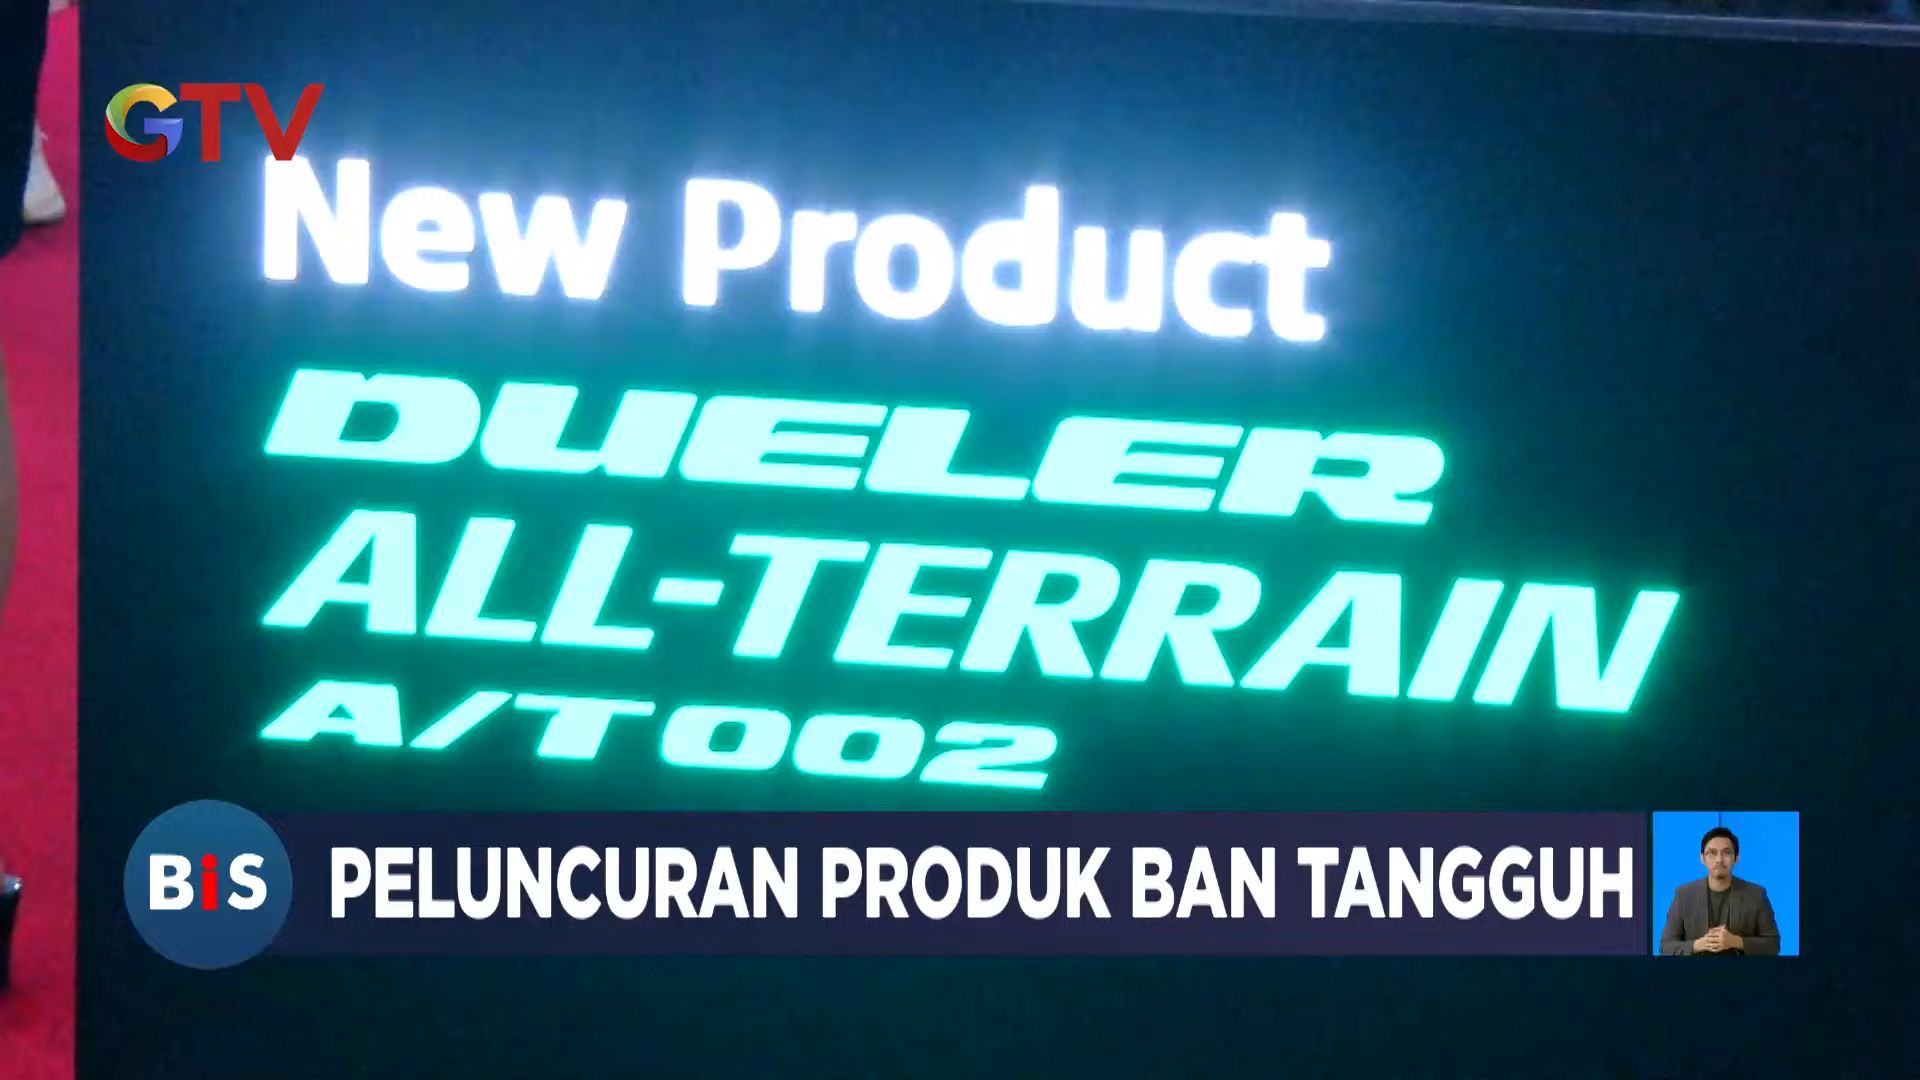 GTV
New Product
DUELER
ALL-TERRAIN
A/T002
BiS
PELUNCURAN PRODUK BAN TANGGUH